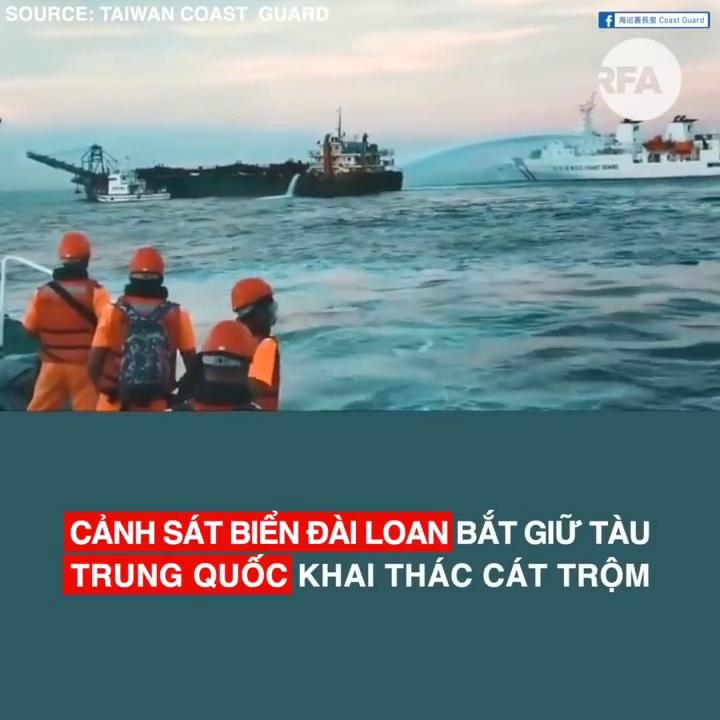 SOURCE: TAIWAN COAST GUARD
海巡署長室 Coast Guard
RFA
CẢNH SÁT BIỂN ĐÀI LOAN BẮT GIỮ TÀU
TRUNG QUỐC KHAI THÁC CÁT TRỘM